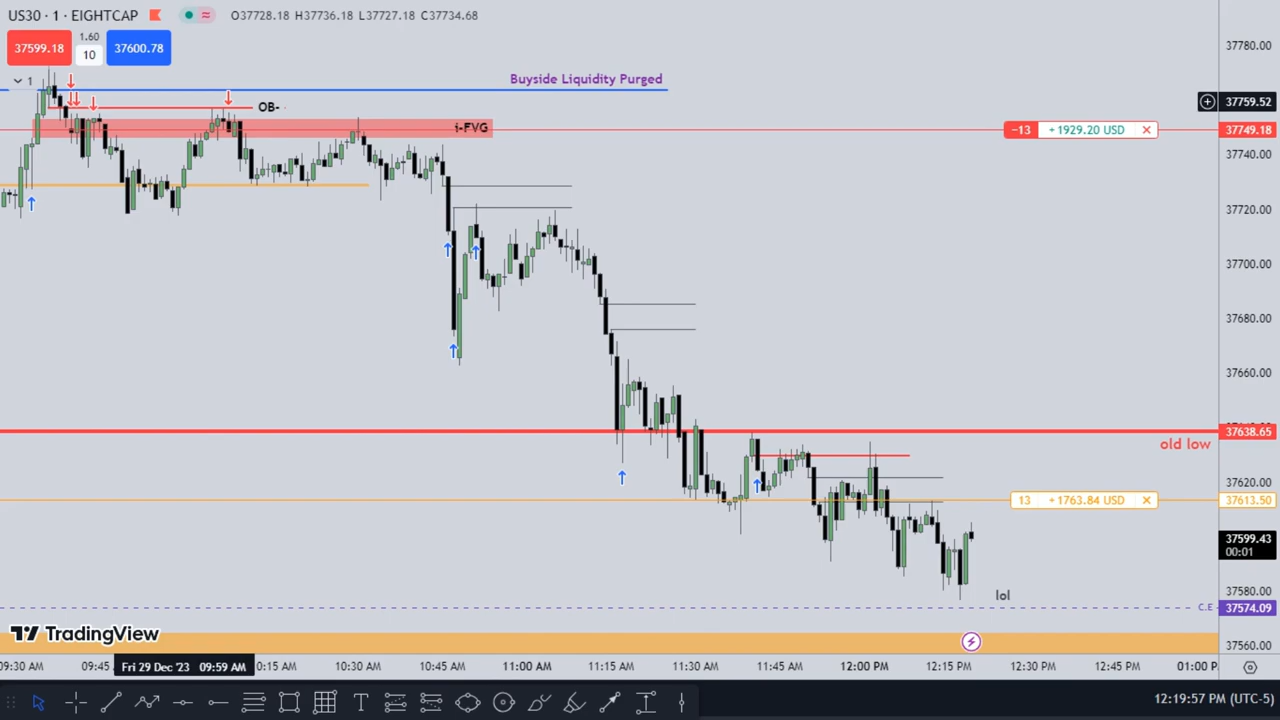 US30 · 1 · EIGHTCAP O37728.18 H37736.18 L37727.18 C37734.68
37599.18 1.60 10 37600.78
1
Buyside Liquidity Purged
OB-
i-FVG
-13 +1929.20 USD
old low
13 +1763.84 USD
lol
C.E
37780.00
37759.52
37749.18
37740.00
37720.00
37700.00
37680.00
37660.00
37638.65
37620.00
37613.50
37599.43
00:01
37580.00
37574.09
37560.00
TradingView
09:30 AM 09:45 Fri 29 Dec '23 09:59 AM 0:15 AM 10:30 AM 10:45 AM 11:00 AM 11:15 AM 11:30 AM 11:45 AM 12:00 PM 12:15 PM 12:30 PM 12:45 PM 01:00 P
12:19:57 PM (UTC-5)